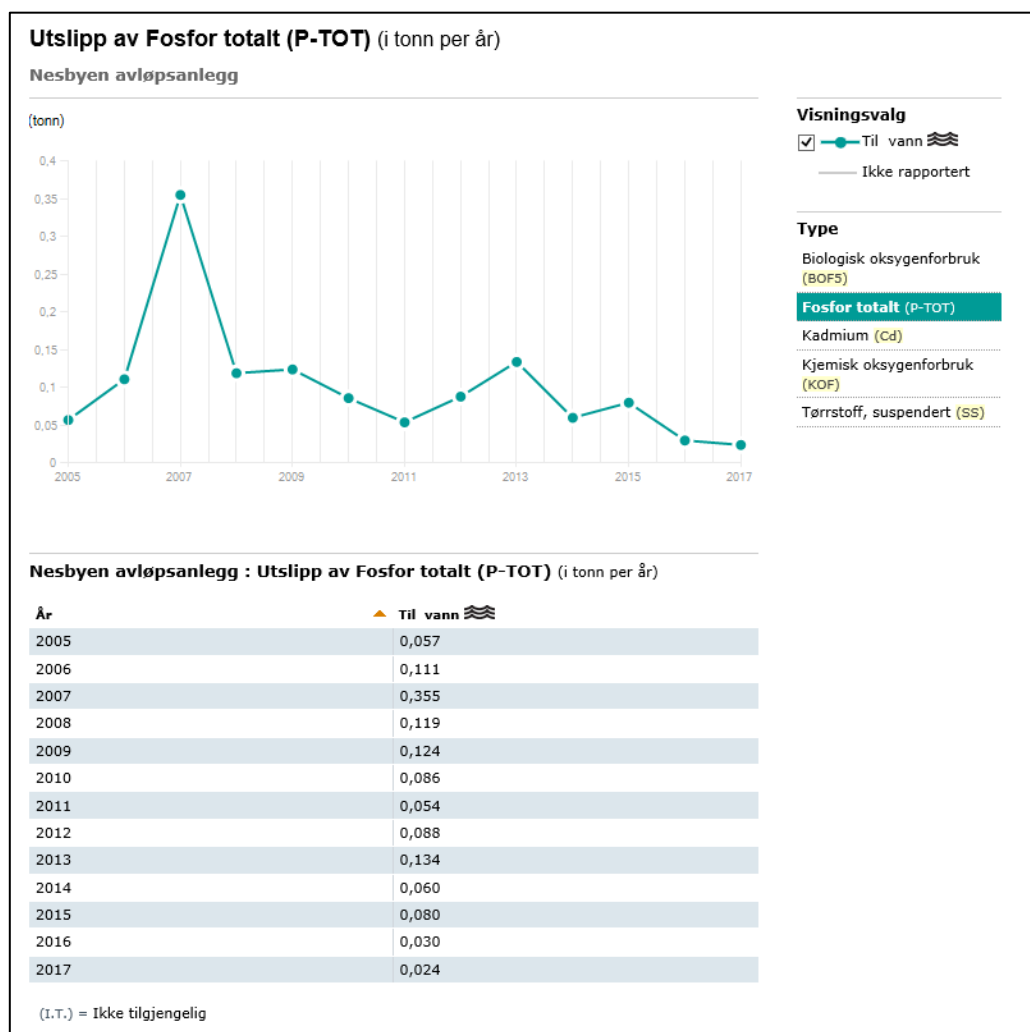 Utslipp av Fosfor totalt (P-TOT) (i tonn per år)
Nesbyen avløpsanlegg
(tonn)
0,4
0,35
0,3
0,25
0,2
0,15
0,1
0,05
0
2005 2007 2009 2011 2013 2015 2017
Visningsvalg
Til vann
Ikke rapportert
Type
Biologisk oksygenforbruk
(BOF5)
Fosfor totalt (P-TOT)
Kadmium (Cd)
Kjemisk oksygenforbruk
(KOF)
Tørrstoff, suspendert (SS)
Nesbyen avløpsanlegg : Utslipp av Fosfor totalt (P-TOT) (i tonn per år)
År Til vann
2005 0,057
2006 0,111
2007 0,355
2008 0,119
2009 0,124
2010 0,086
2011 0,054
2012 0,088
2013 0,134
2014 0,060
2015 0,080
2016 0,030
2017 0,024
(I.T.) = Ikke tilgjengelig